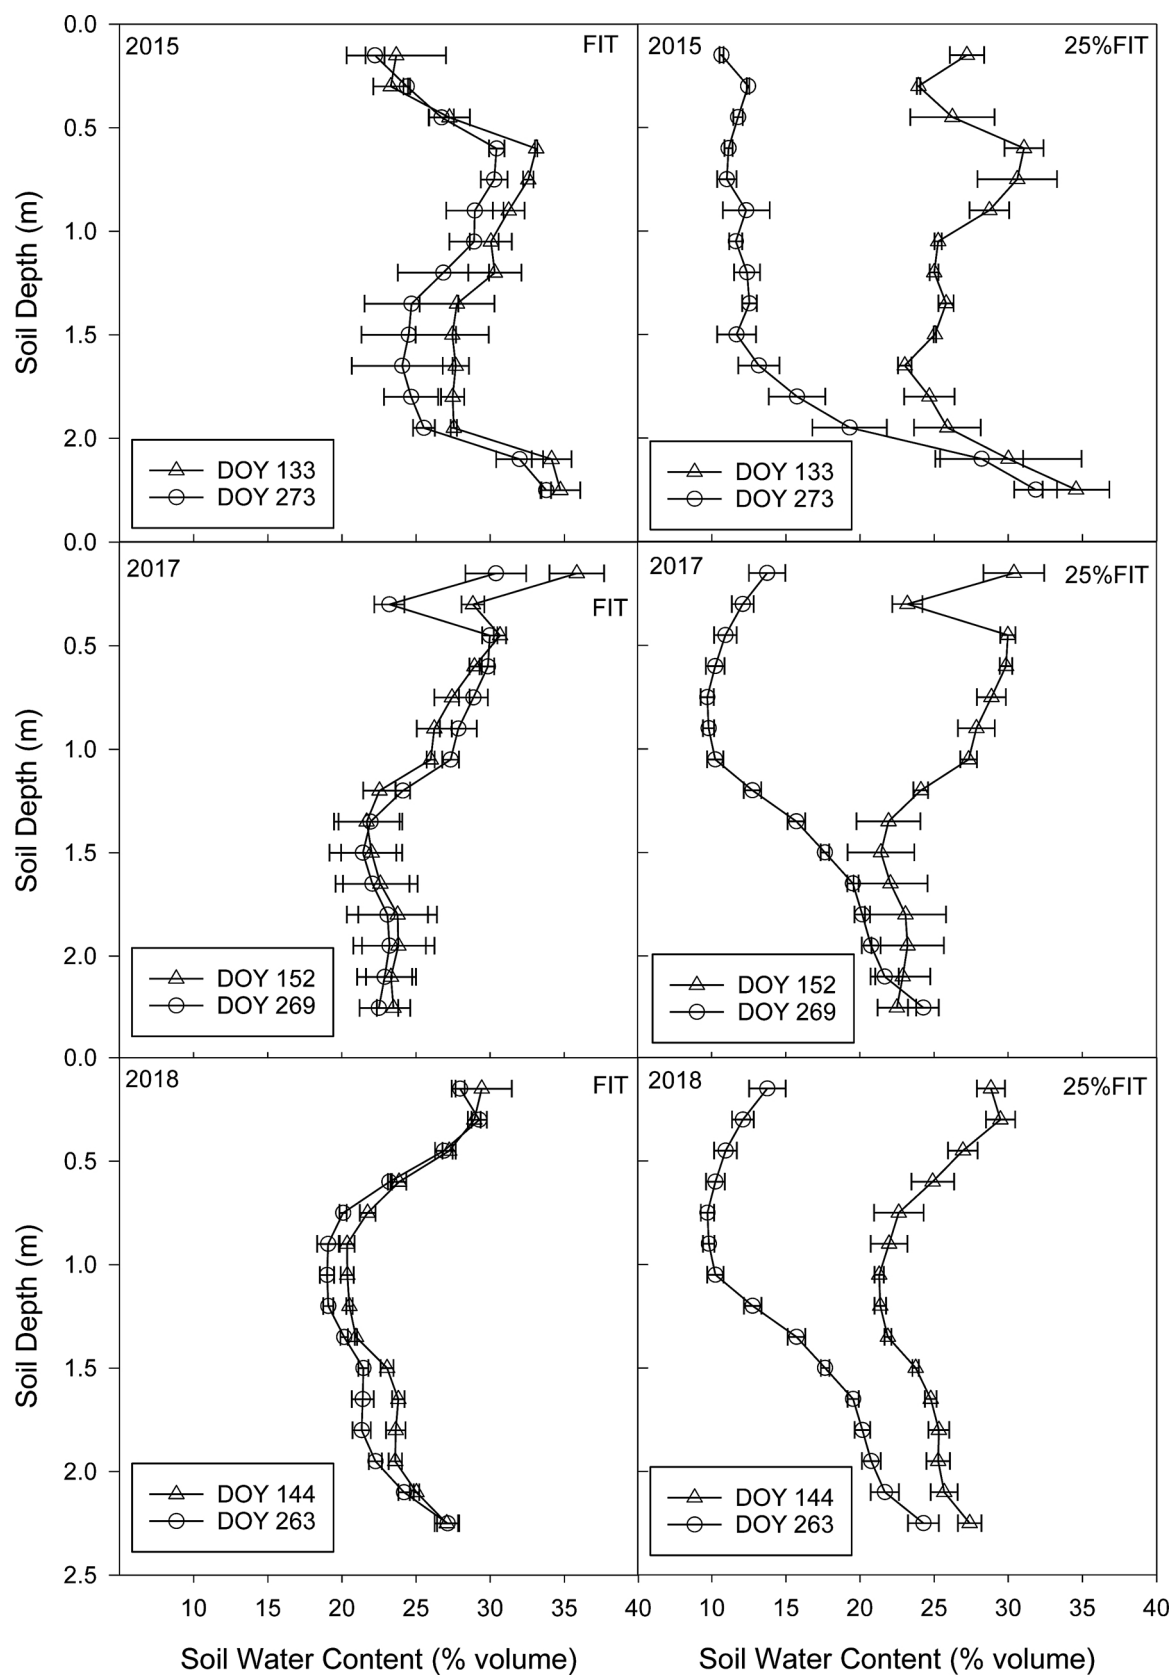 0.0
2015
FIT
2015
25%FIT
0.5
1.0
1.5
2.0
Soil Depth (m)
DOY 133
DOY 273
DOY 133
DOY 273
0.0
2017
FIT
2017
25%FIT
0.5
1.0
1.5
2.0
Soil Depth (m)
DOY 152
DOY 269
DOY 152
DOY 269
0.0
2018
FIT
2018
25%FIT
0.5
1.0
1.5
2.0
2.5
Soil Depth (m)
DOY 144
DOY 263
DOY 144
DOY 263
10 15 20 25 30 35 40 10 15 20 25 30 35 40
Soil Water Content (% volume) Soil Water Content (% volume)